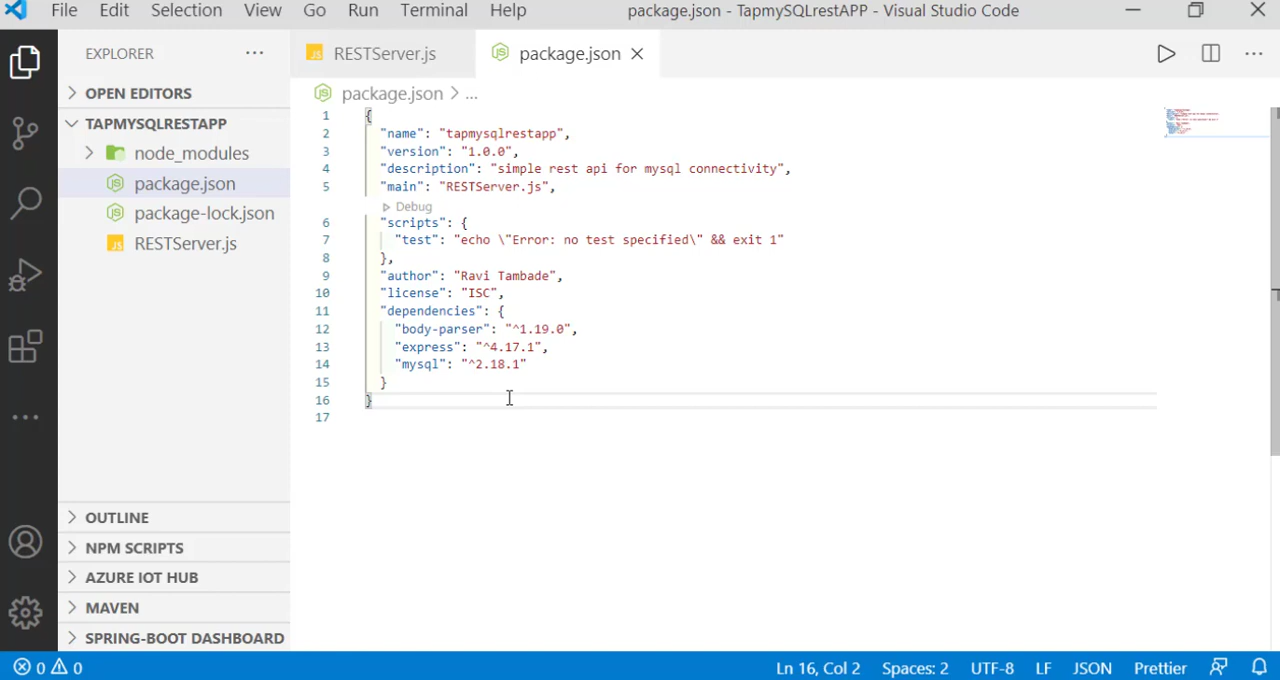 File Edit Selection View Go Run Terminal Help package.json - TapmySQLrestAPP - Visual Studio Code
EXPLORER ...
RESTServer.js package.json
OPEN EDITORS
package.json > ...
TAPMYSQLRESTAPP
node_modules
package.json
package-lock.json
RESTServer.js
1 {
2 "name": "tapmysqlrestapp",
3 "version": "1.0.0",
4 "description": "simple rest api for mysql connectivity",
5 "main": "RESTServer.js",
Debug
6 "scripts": {
7 "test": "echo \"Error: no test specified\" && exit 1"
8 },
9 "author": "Ravi Tambade",
10 "license": "ISC",
11 "dependencies": {
12 "body-parser": "^1.19.0",
13 "express": "^4.17.1",
14 "mysql": "^2.18.1"
15 }
16 }
17
OUTLINE
NPM SCRIPTS
AZURE IOT HUB
MAVEN
SPRING-BOOT DASHBOARD
0 0 Ln 16, Col 2 Spaces: 2 UTF-8 LF JSON Prettier